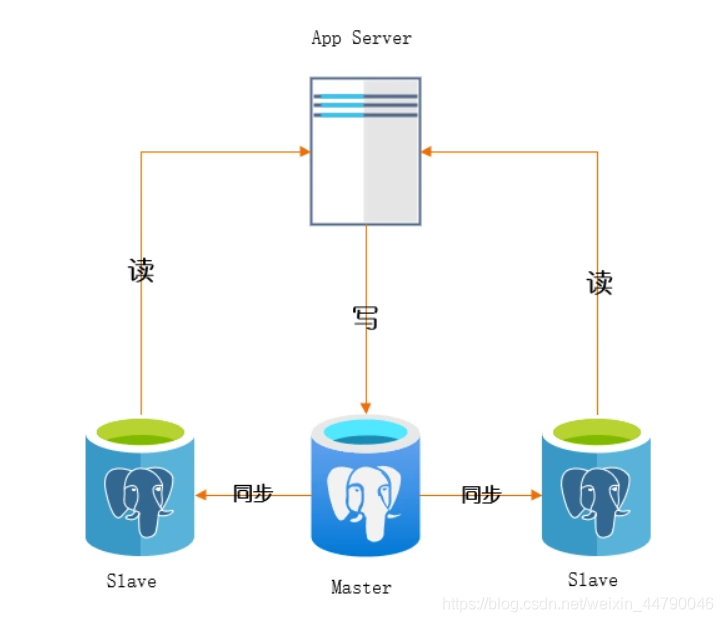 App Server
读
写
读
同步
同步
Slave
Master
Slave
https://blog.csdn.net/weixin_44790046